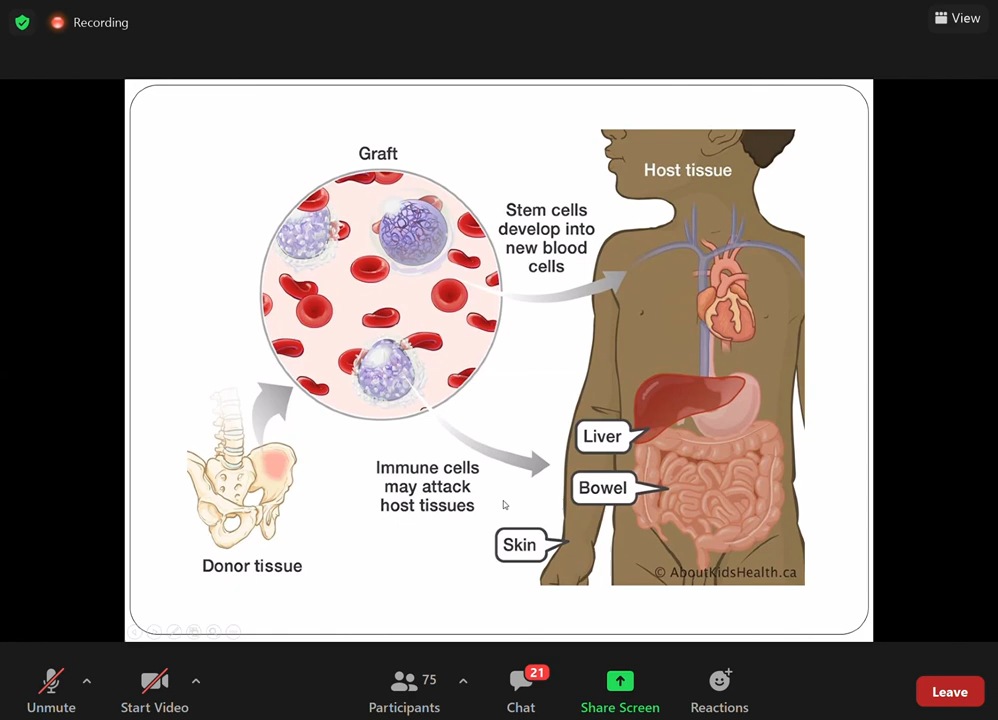 Recording
View
Graft
Host tissue
Stem cells
develop into
new blood
cells
Liver
Immune cells
may attack
host tissues
Bowel
Skin
Donor tissue
© AboutKidsHealth.ca
Unmute
Start Video
75
Participants
21
Chat
Share Screen
Reactions
Leave